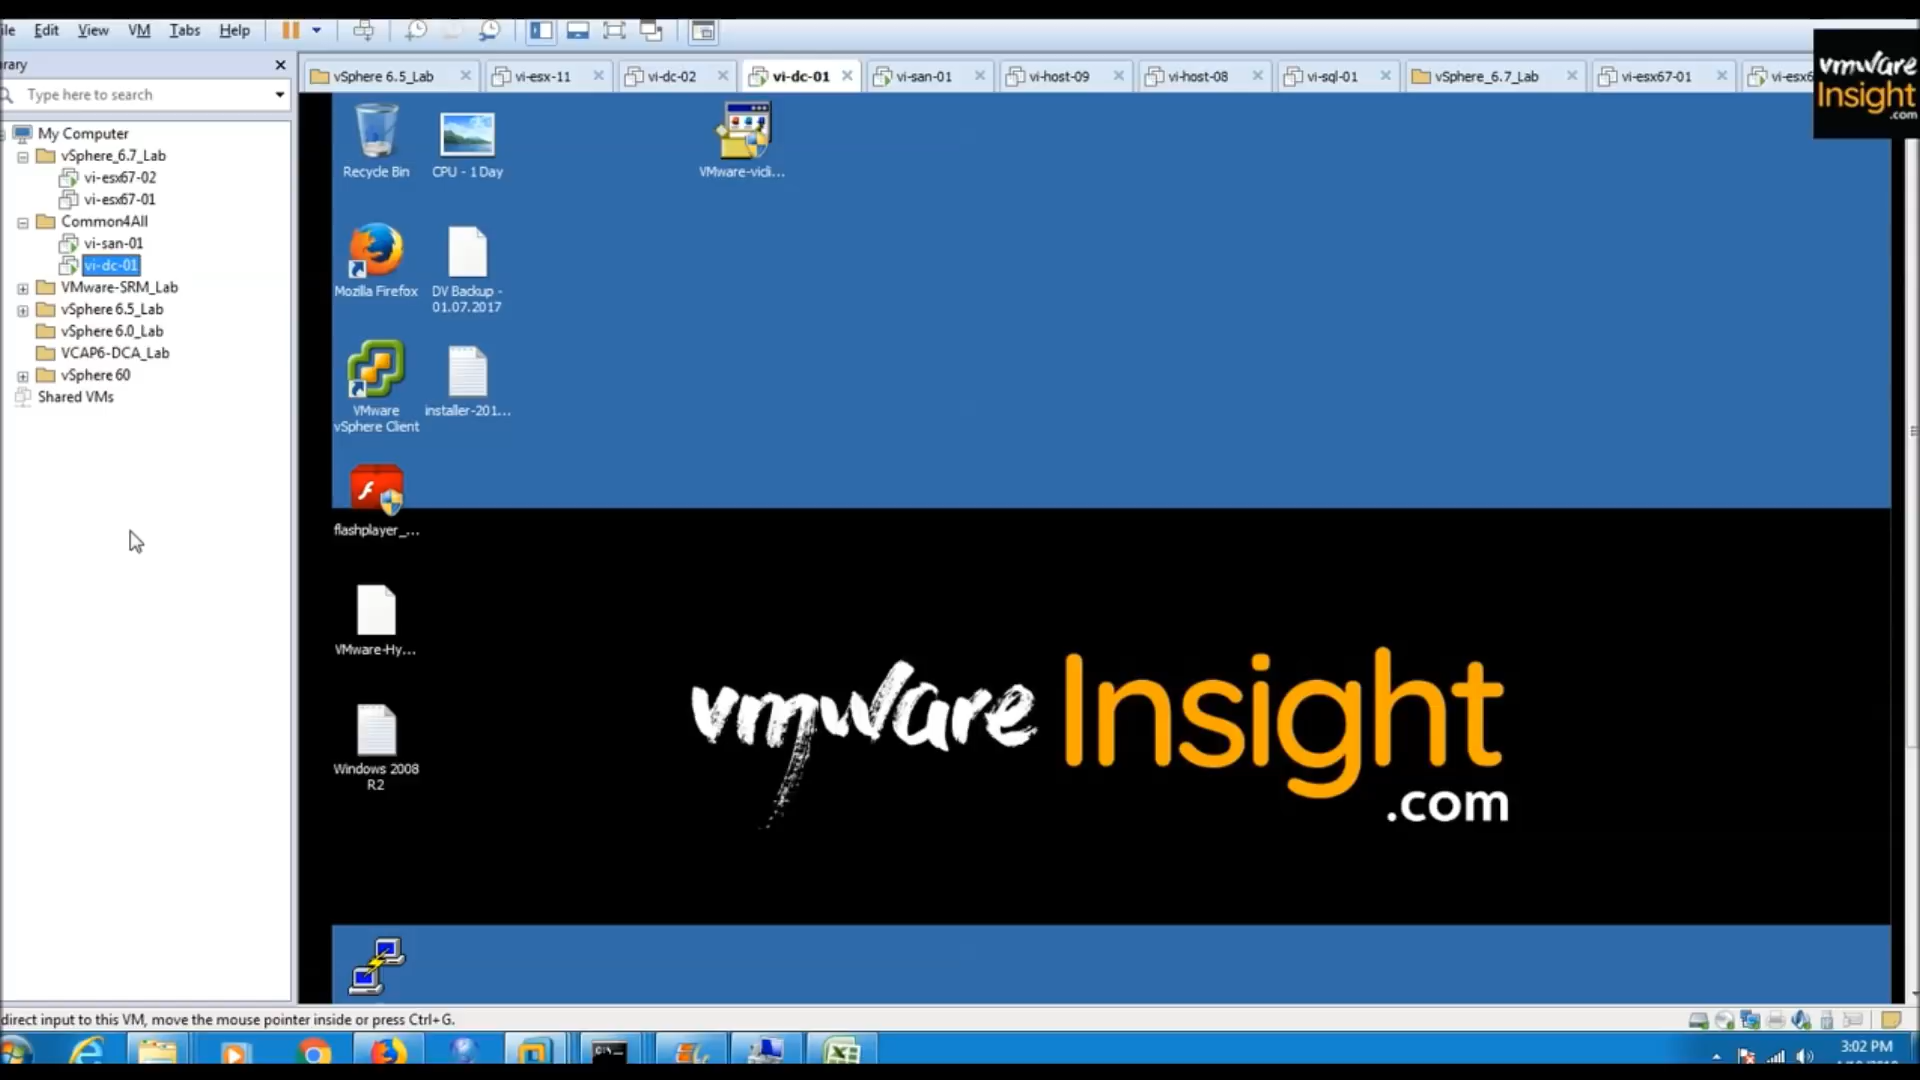 ile Edit View VM Tabs Help
rary
Type here to search
My Computer
vSphere_6.7_Lab
vi-esx67-02
vi-esx67-01
Common4All
vi-san-01
vi-dc-01
VMware-SRM_Lab
vSphere 6.5_Lab
vSphere 6.0_Lab
VCAP6-DCA_Lab
vSphere 60
Shared VMs
vSphere 6.5_Lab vi-esx-11 vi-dc-02 vi-dc-01 vi-san-01 vi-host-09 vi-host-08 vi-sql-01 vSphere_6.7_Lab vi-esx67-01 vi-esx6
vmware
Insight
.com
Recycle Bin
CPU - 1 Day
VMware-vicli...
Mozilla Firefox
DV Backup -
01.07.2017
VMware
vSphere Client
installer-201...
flashplayer_...
VMware-Hy...
Windows 2008
R2
vmware Insight
.com
direct input to this VM, move the mouse pointer inside or press Ctrl+G.
3:02 PM